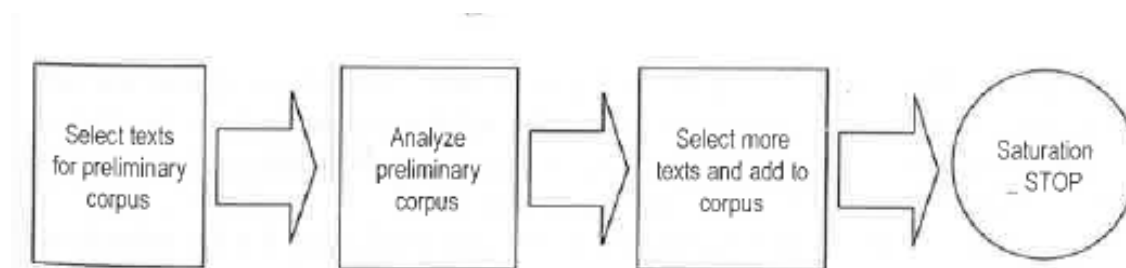 Select texts
for preliminary
corpus
Analyze
preliminary
corpus
Select more
texts and add to
corpus
Saturation
_ STOP